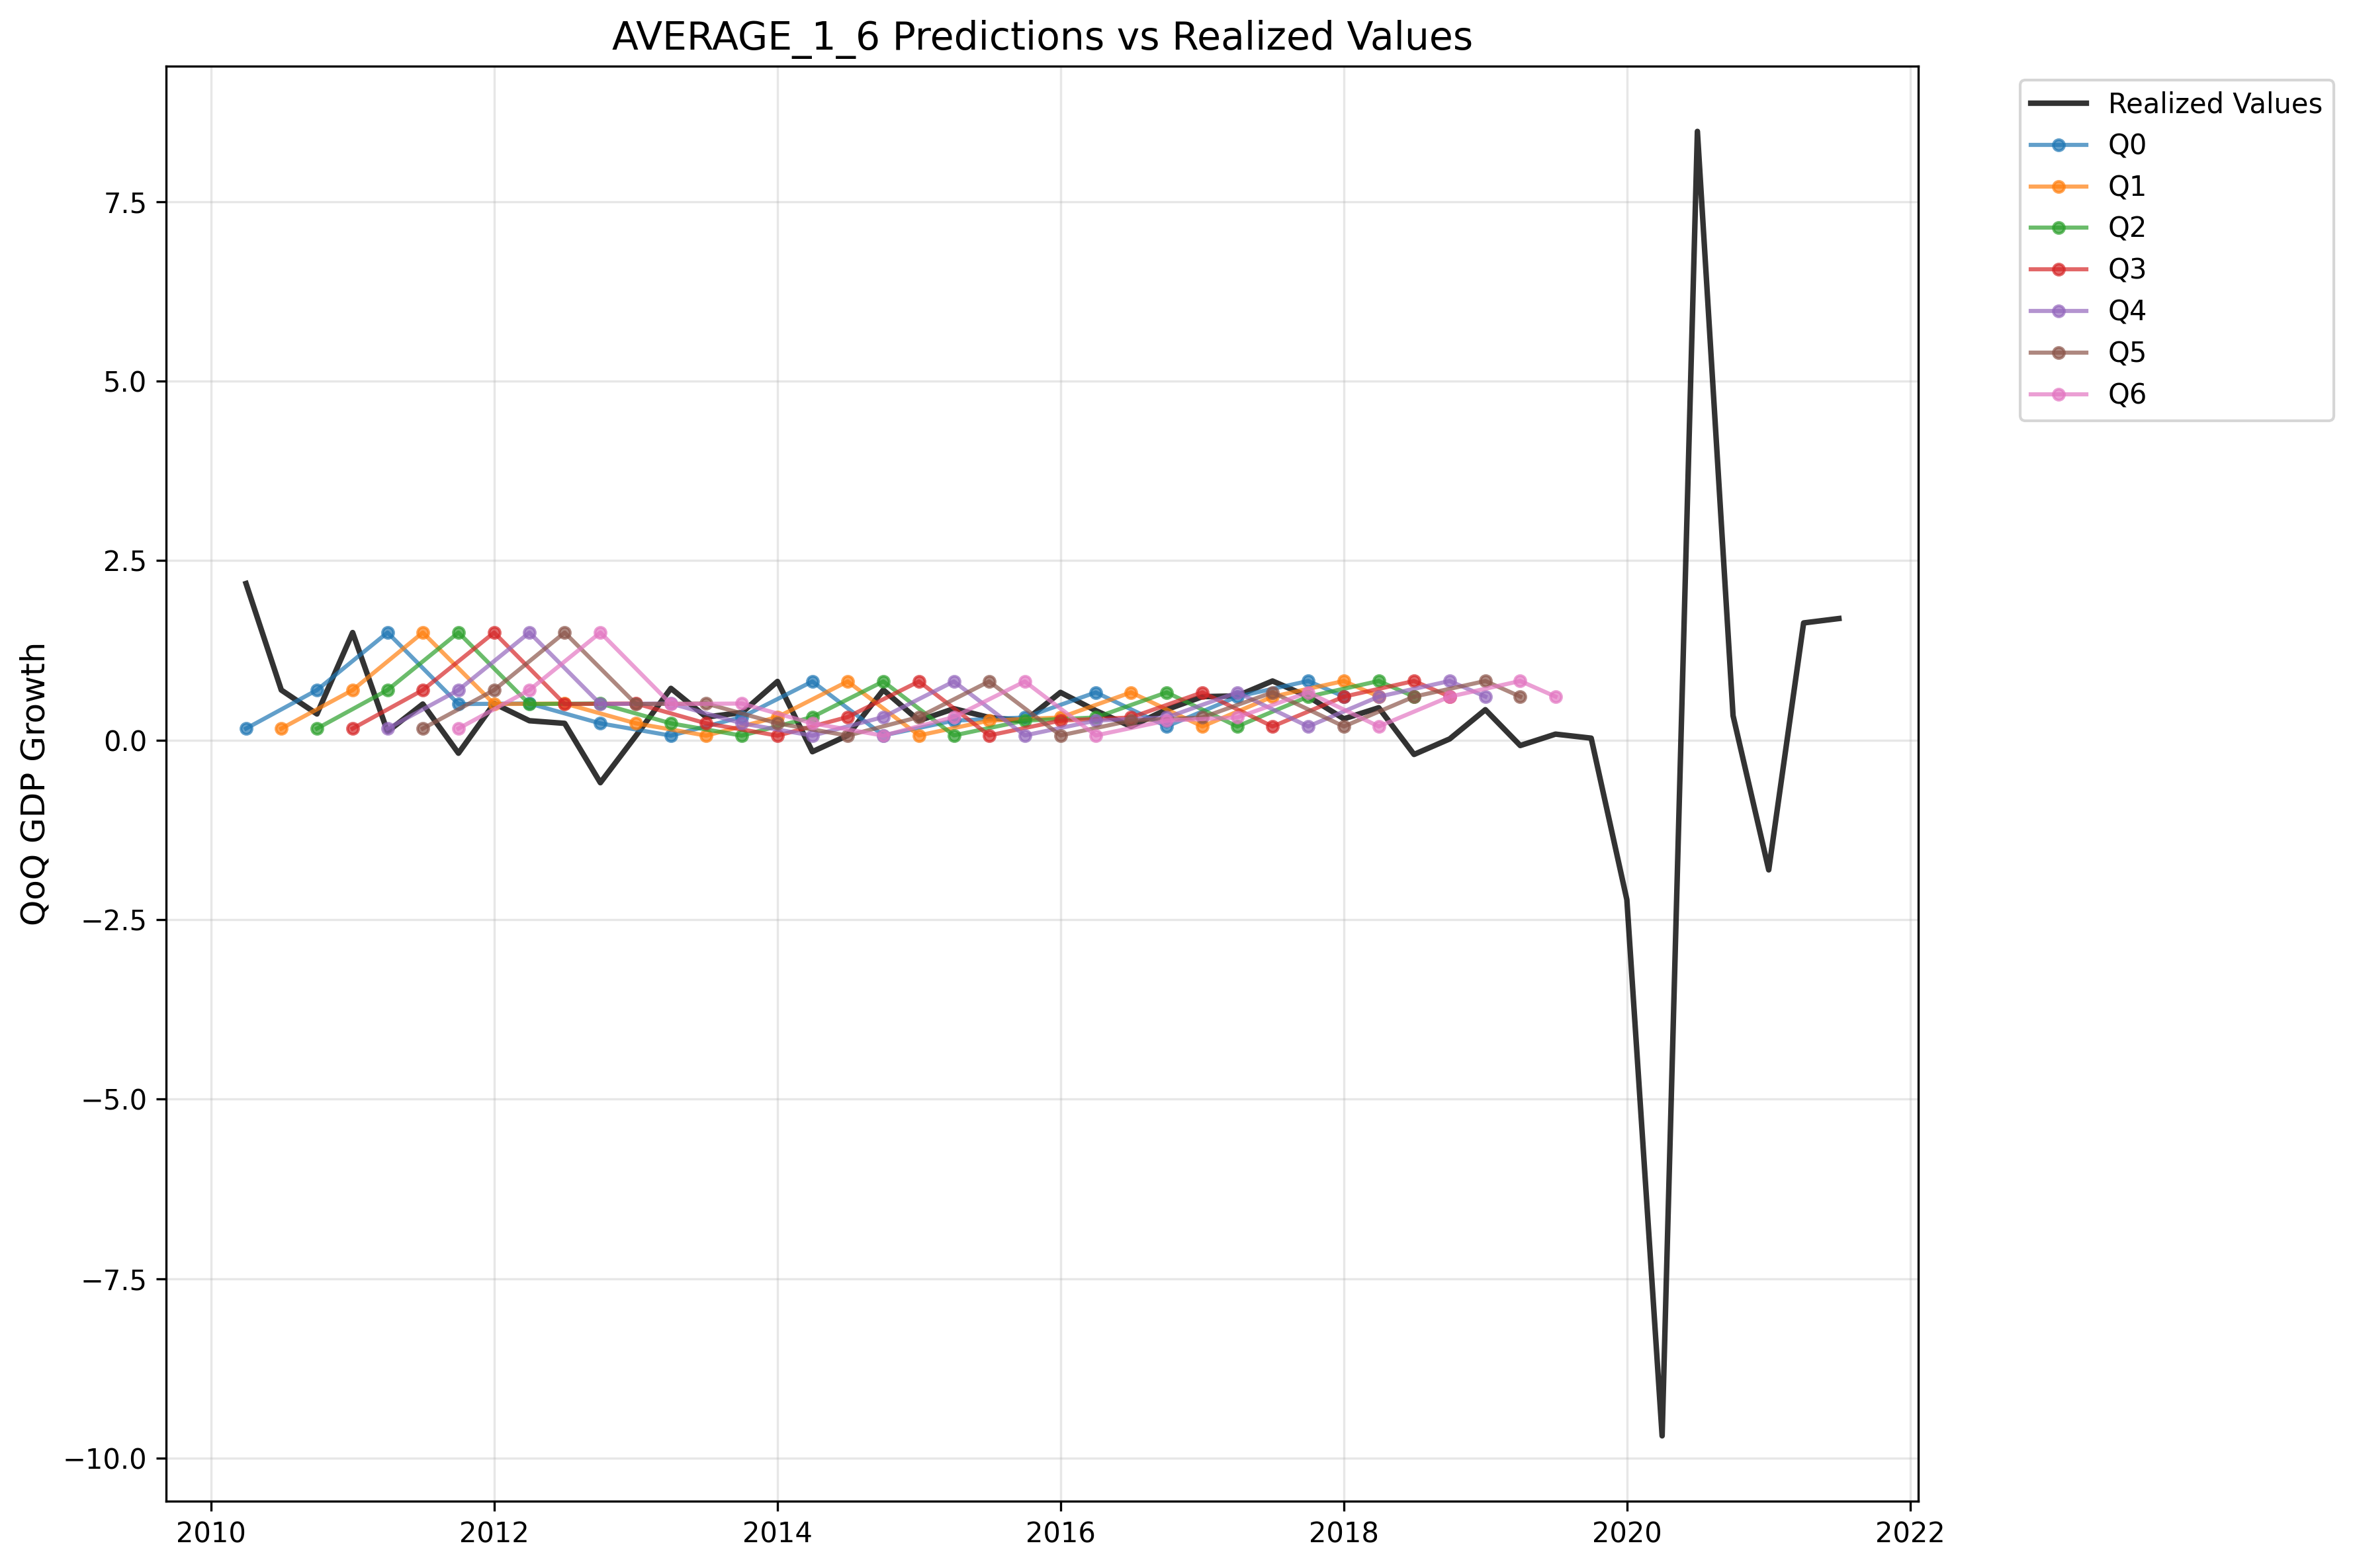 AVERAGE_1_6 Predictions vs Realized Values
QoQ GDP Growth
7.5
5.0
2.5
0.0
−2.5
−5.0
−7.5
−10.0
2010
2012
2014
2016
2018
2020
2022
Realized Values
Q0
Q1
Q2
Q3
Q4
Q5
Q6